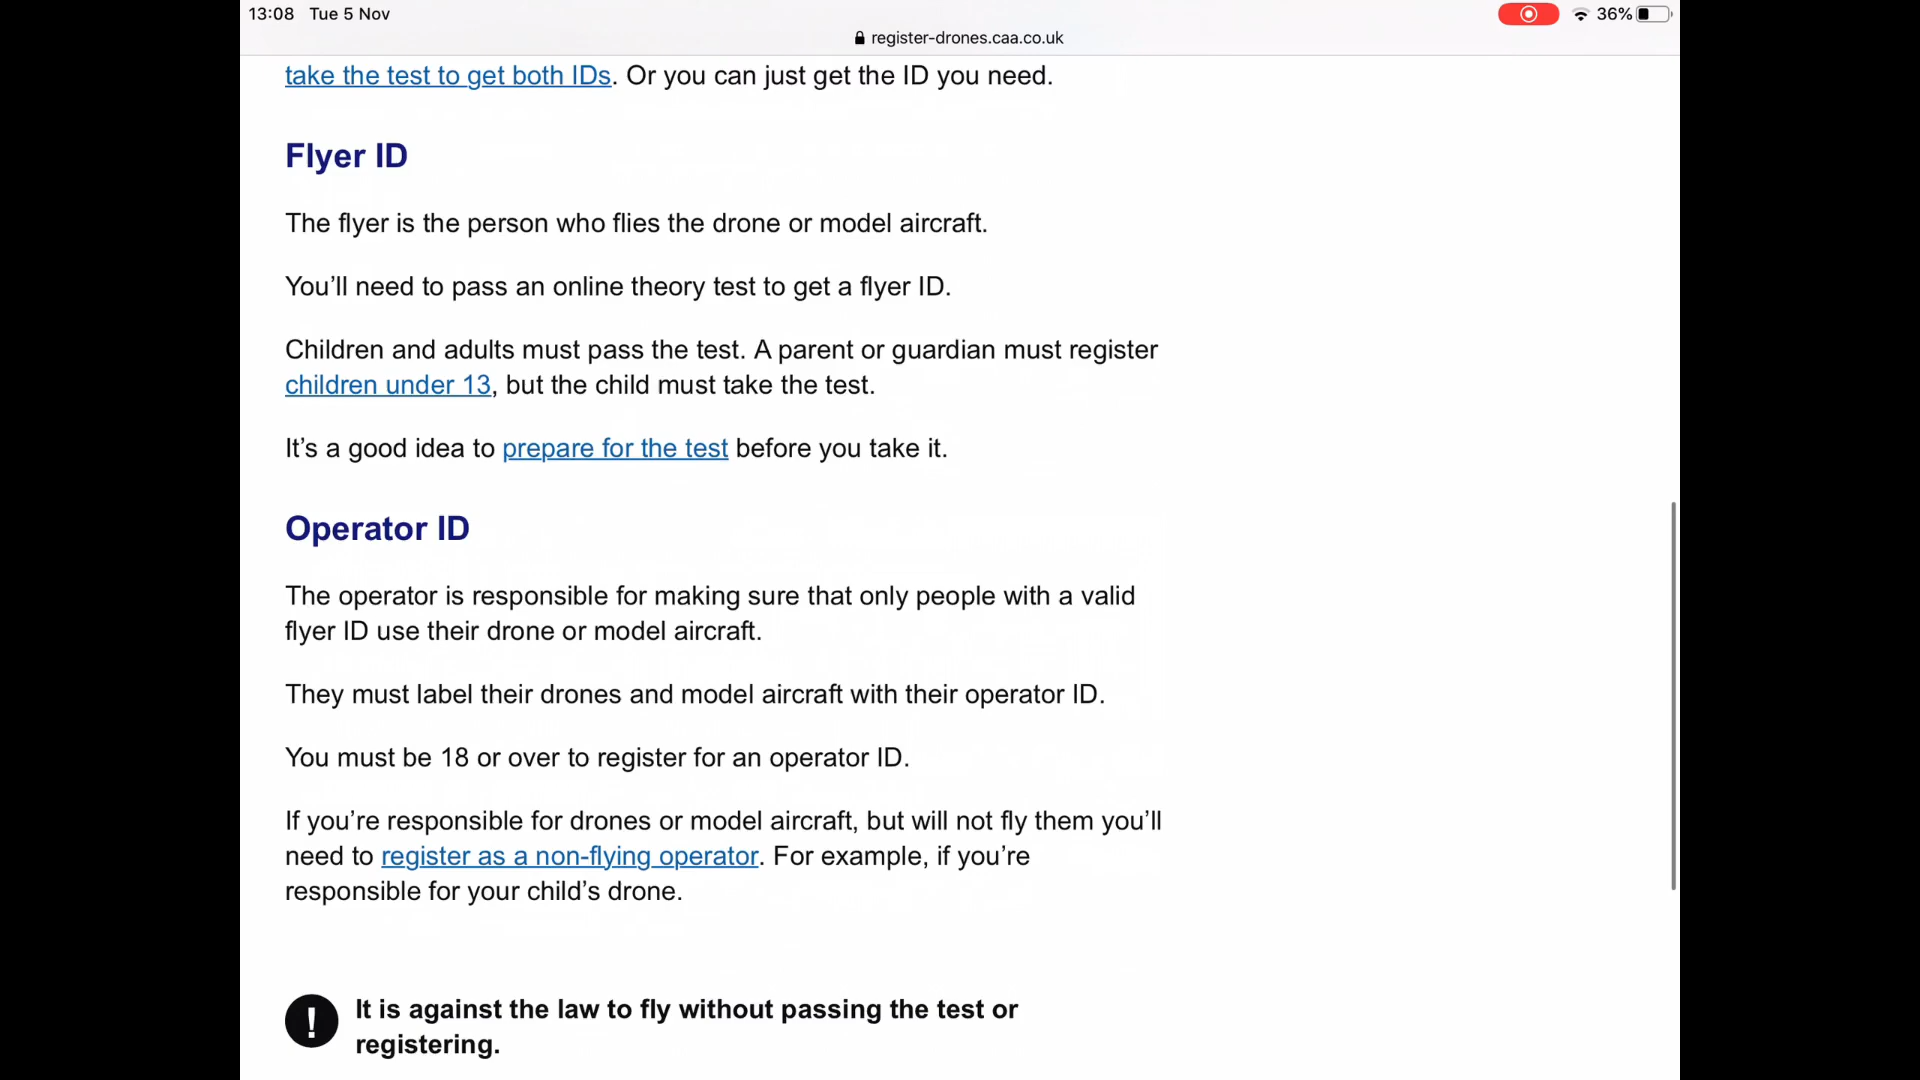 13:08 Tue 5 Nov
36%
register-drones.caa.co.uk
take the test to get both IDs. Or you can just get the ID you need.
Flyer ID
The flyer is the person who flies the drone or model aircraft.
You’ll need to pass an online theory test to get a flyer ID.
Children and adults must pass the test. A parent or guardian must register
children under 13, but the child must take the test.
It’s a good idea to prepare for the test before you take it.
Operator ID
The operator is responsible for making sure that only people with a valid
flyer ID use their drone or model aircraft.
They must label their drones and model aircraft with their operator ID.
You must be 18 or over to register for an operator ID.
If you’re responsible for drones or model aircraft, but will not fly them you’ll
need to register as a non-flying operator. For example, if you’re
responsible for your child’s drone.
! It is against the law to fly without passing the test or
registering.